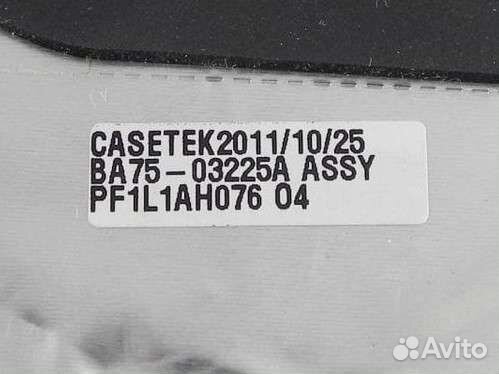 CASETEK2011/10/25
BA75-03225A ASSY
PF1L1AH076 04
Avito